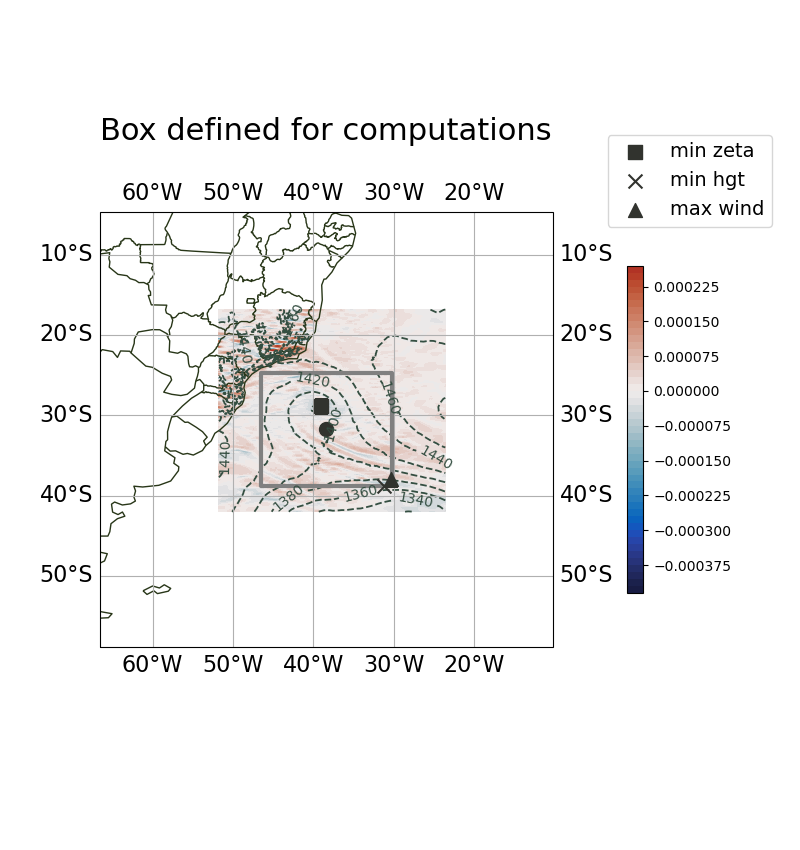 Box defined for computations
min zeta
min hgt
max wind
60°W 50°W 40°W 30°W 20°W
10°S 10°S
20°S 20°S
30°S 30°S
40°S 40°S
50°S 50°S
60°W 50°W 40°W 30°W 20°W
1420
1460
1440
1440
1380
1360
1340
0.000225
0.000150
0.000075
0.000000
−0.000075
−0.000150
−0.000225
−0.000300
−0.000375